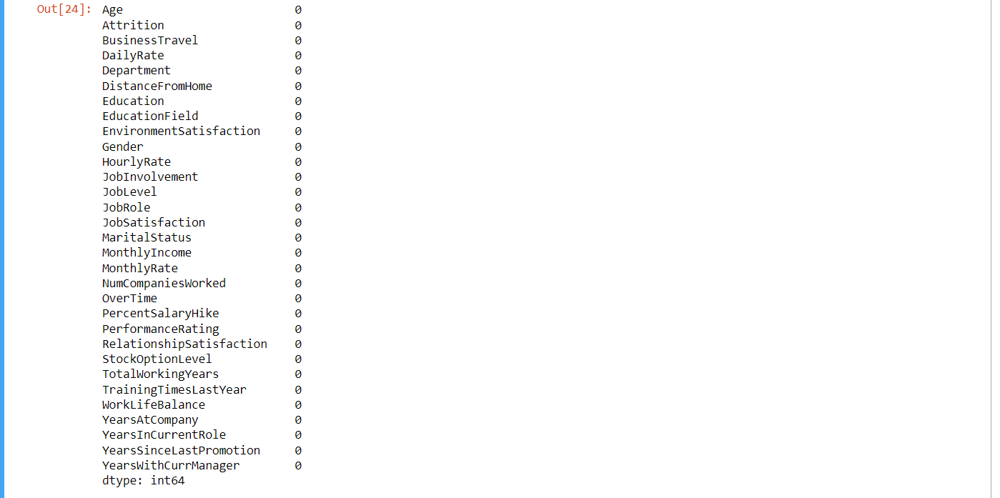 Out[24]: Age 0
Attrition 0
BusinessTravel 0
DailyRate 0
Department 0
DistanceFromHome 0
Education 0
EducationField 0
EnvironmentSatisfaction 0
Gender 0
HourlyRate 0
JobInvolvement 0
JobLevel 0
JobRole 0
JobSatisfaction 0
MaritalStatus 0
MonthlyIncome 0
MonthlyRate 0
NumCompaniesWorked 0
OverTime 0
PercentSalaryHike 0
PerformanceRating 0
RelationshipSatisfaction 0
StockOptionLevel 0
TotalWorkingYears 0
TrainingTimesLastYear 0
WorkLifeBalance 0
YearsAtCompany 0
YearsInCurrentRole 0
YearsSinceLastPromotion 0
YearsWithCurrManager 0
dtype: int64